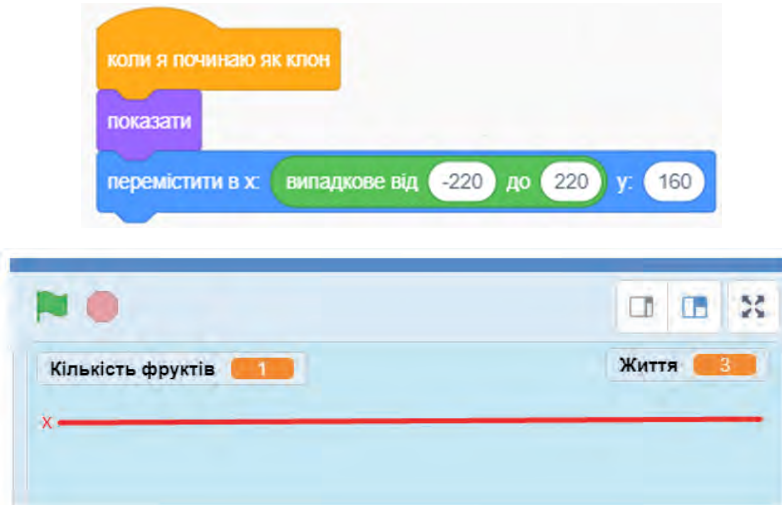 коли я починаю як клон
показати
перемістити в x: випадкове від -220 до 220 y: 160
Кількість фруктів 1 Життя 3
x